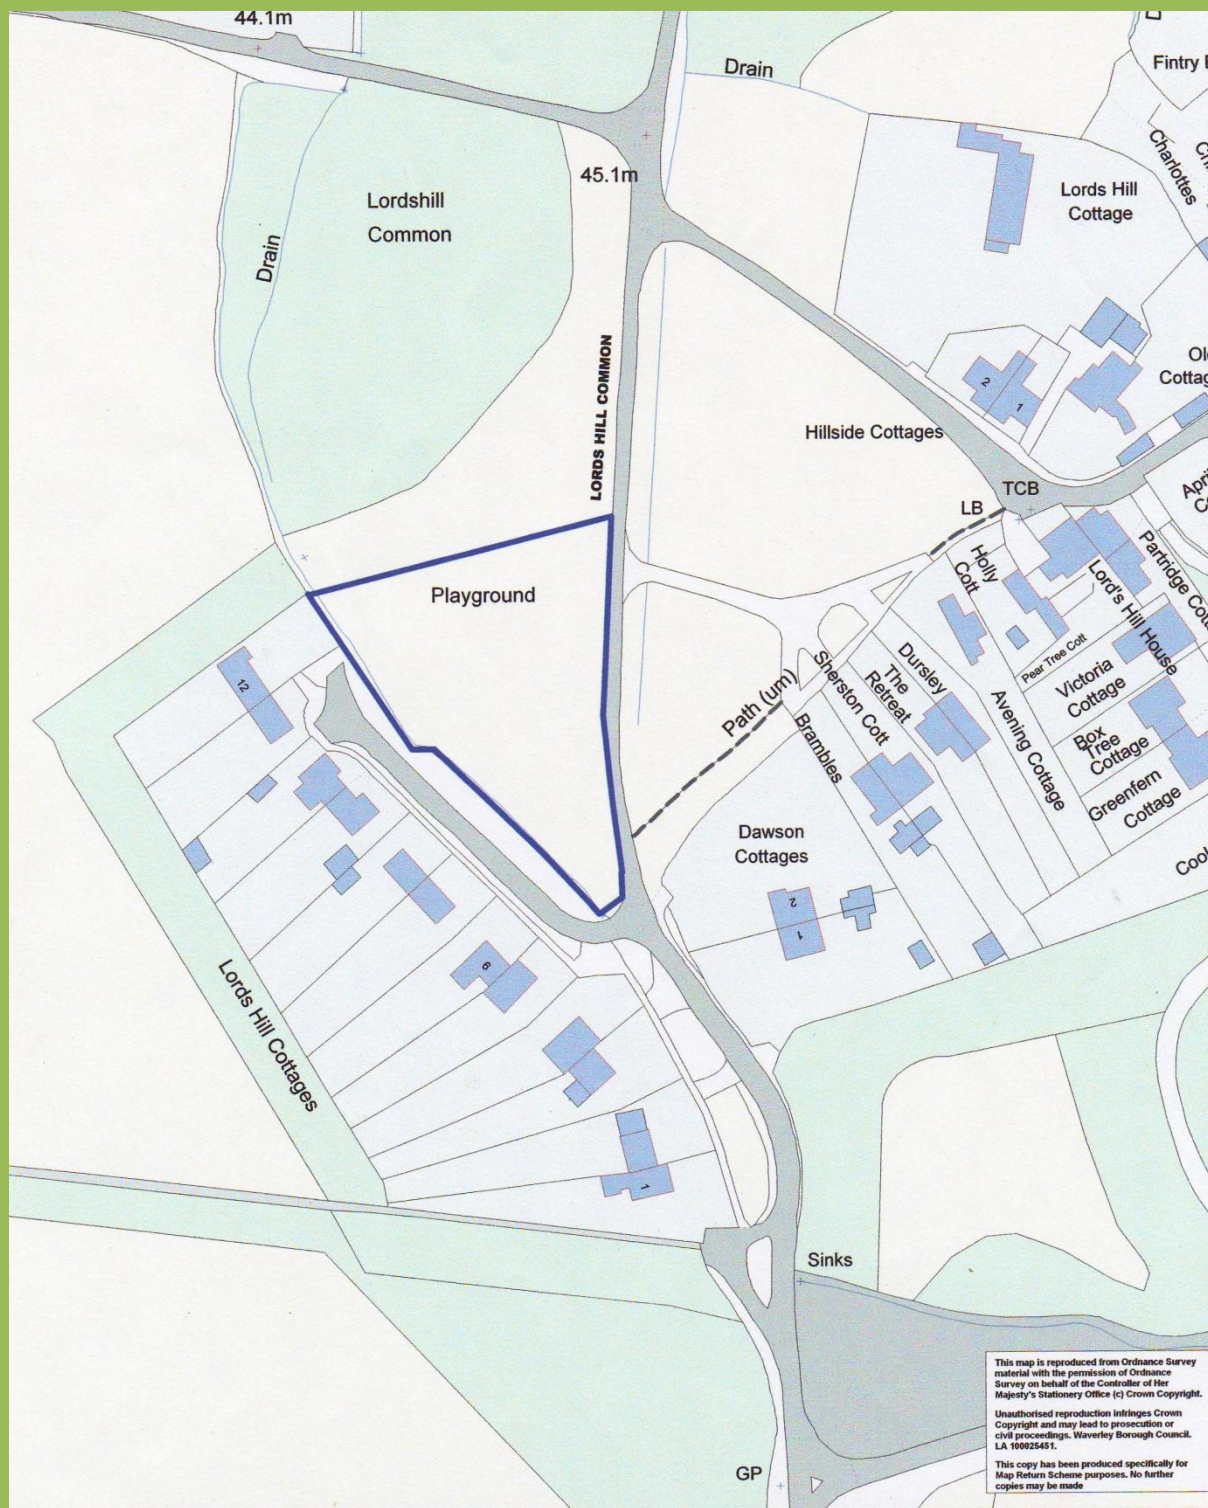 44.1m
Drain
Fintry
Lordshill
Common
Drain
45.1m
Lords Hill
Cottage
Charlottes
LORDS HILL COMMON
2
1
Hillside Cottages
TCB
LB
Playground
Holly
Cott
Partridge
Lord's Hill House
Pear Tree Cott
Victoria
Cottage
Box
Tree
Cottage
Greenfern
Cottage
Dursley
The
Retreat
Sherston Cott
Avening Cottage
Path (um)
Brambles
12
Dawson
Cottages
2
1
9
Lords Hill Cottages
1
Sinks
GP
This map is reproduced from Ordnance Survey
material with the permission of Ordnance
Survey on behalf of the Controller of Her
Majesty's Stationery Office (c) Crown Copyright.
Unauthorised reproduction infringes Crown
Copyright and may lead to prosecution or
civil proceedings. Waverley Borough Council.
LA 100025451.
This copy has been produced specifically for
Map Return Scheme purposes. No further
copies may be made